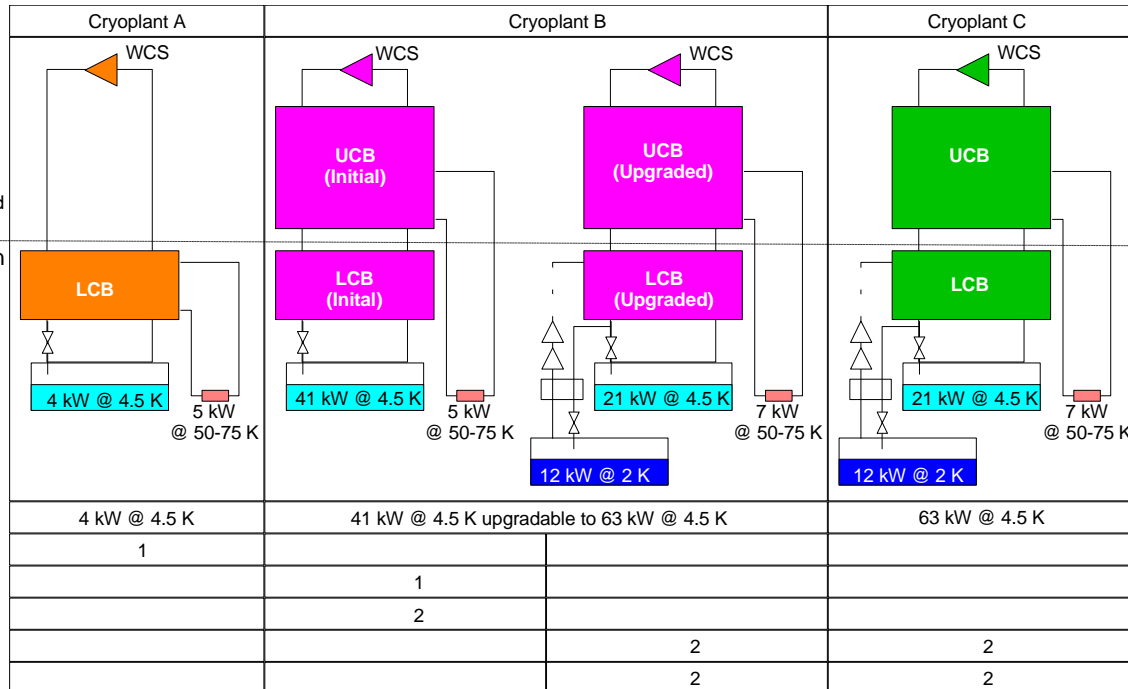 Cryoplant A
Cryoplant B
Cryoplant C
WCS
WCS
WCS
WCS
UCB
(Initial)
UCB
(Upgraded)
UCB
LCB
LCB
(Inital)
LCB
(Upgraded)
LCB
4 kW @ 4.5 K
5 kW
@ 50-75 K
41 kW @ 4.5 K
5 kW
@ 50-75 K
21 kW @ 4.5 K
7 kW
@ 50-75 K
21 kW @ 4.5 K
7 kW
@ 50-75 K
12 kW @ 2 K
12 kW @ 2 K
4 kW @ 4.5 K
41 kW @ 4.5 K upgradable to 63 kW @ 4.5 K
63 kW @ 4.5 K
1
1
2
2
2
2
2